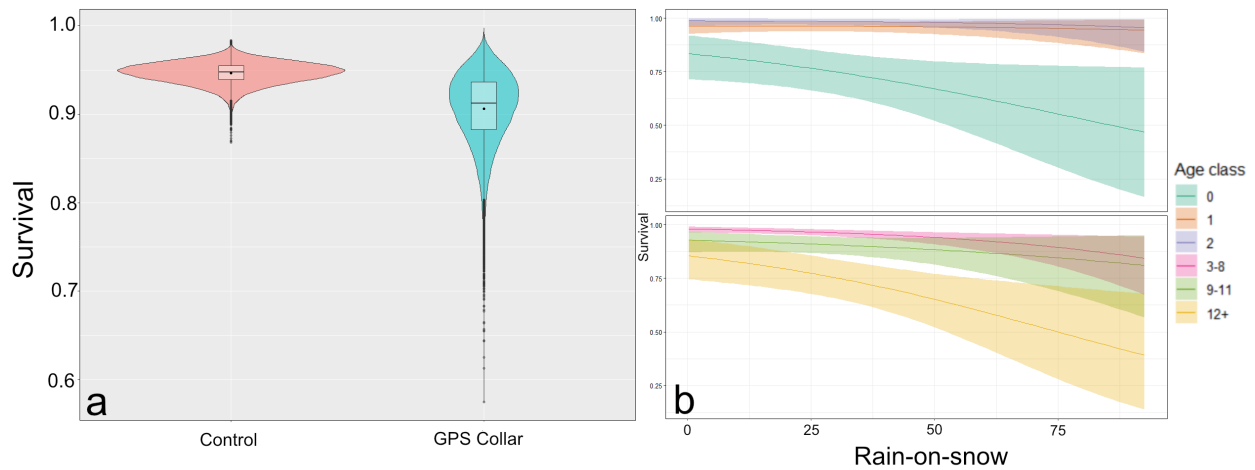 1.0
0.9
0.8
0.7
0.6
Survival
a
Control
GPS Collar
1.00
0.75
0.50
0.25
1.00
0.75
0.50
0.25
Survival
b
0
25
50
75
Rain-on-snow
Age class
0
1
2
3-8
9-11
12+